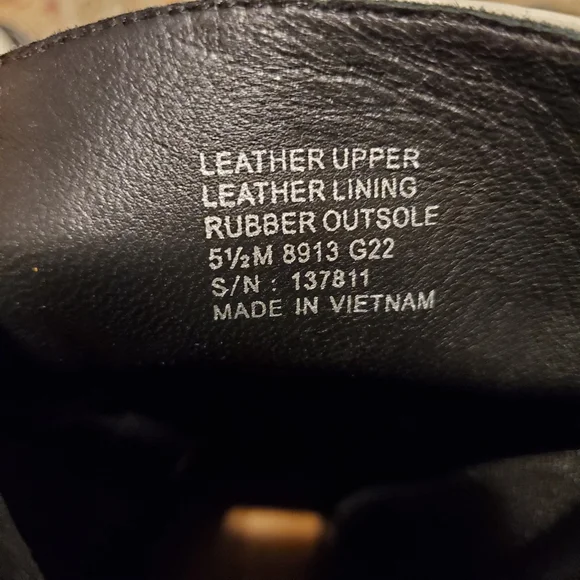 LEATHER UPPER
LEATHER LINING
RUBBER OUTSOLE
5½M 8913 G22
S/N : 137811
MADE IN VIETNAM